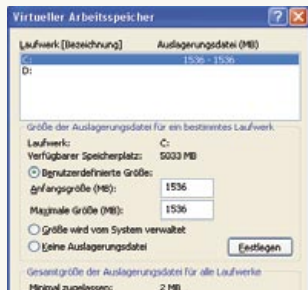 Virtueller Arbeitsspeicher
Laufwerk [Bezeichnung] Auslagerungsdatei (MB)
C: 1536 - 1536
D:
Größe der Auslagerungsdatei für ein bestimmtes Laufwerk
Laufwerk: C:
Verfügbarer Speicherplatz: 5033 MB
Benutzerdefinierte Größe:
Anfangsgröße (MB): 1536
Maximale Größe (MB): 1536
Größe wird vom System verwaltet
Keine Auslagerungsdatei Festlegen
Gesamtgröße der Auslagerungsdatei für alle Laufwerke
Minimal zugelassen: 2 MB